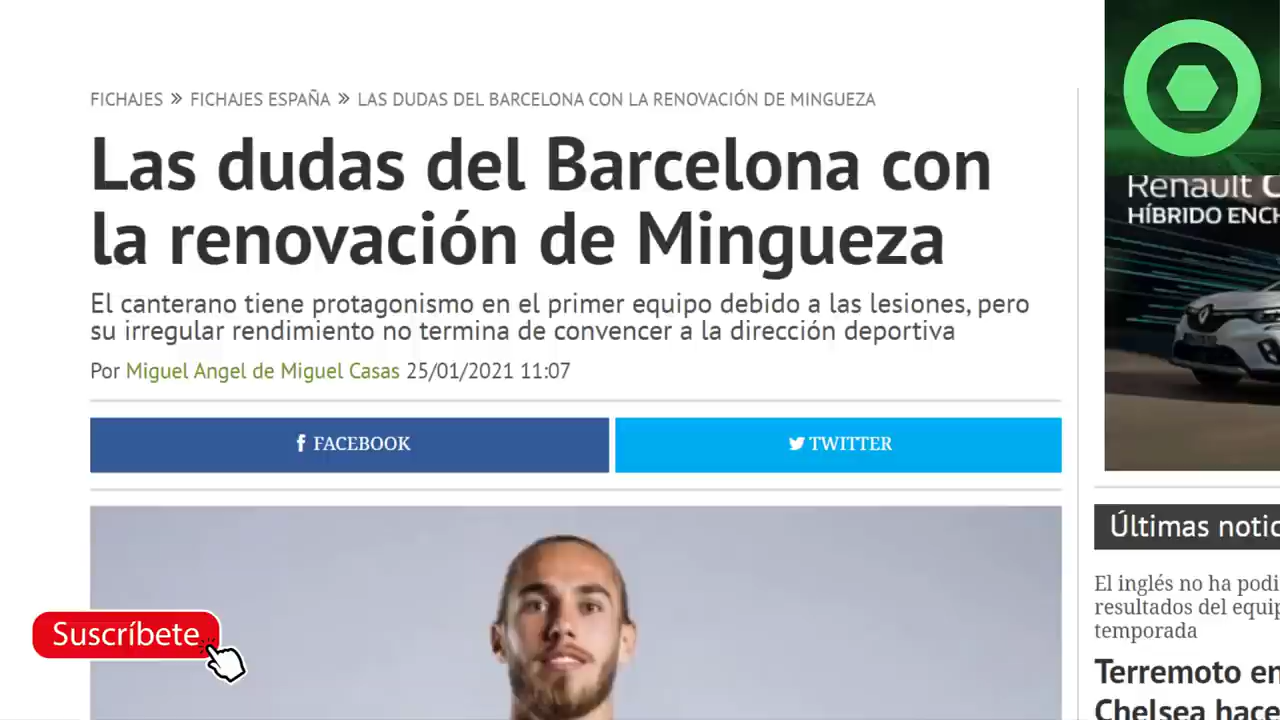 FICHAJES » FICHAJES ESPAÑA » LAS DUDAS DEL BARCELONA CON LA RENOVACIÓN DE MINGUEZA
Las dudas del Barcelona con
la renovación de Mingueza
El canterano tiene protagonismo en el primer equipo debido a las lesiones, pero
su irregular rendimiento no termina de convencer a la dirección deportiva
Por Miguel Angel de Miguel Casas 25/01/2021 11:07
FACEBOOK
TWITTER
Suscríbete
Renault
HÍBRIDO
Últimas
El inglés no ha
resultados del
temporada
Terremoto
Chelsea hace